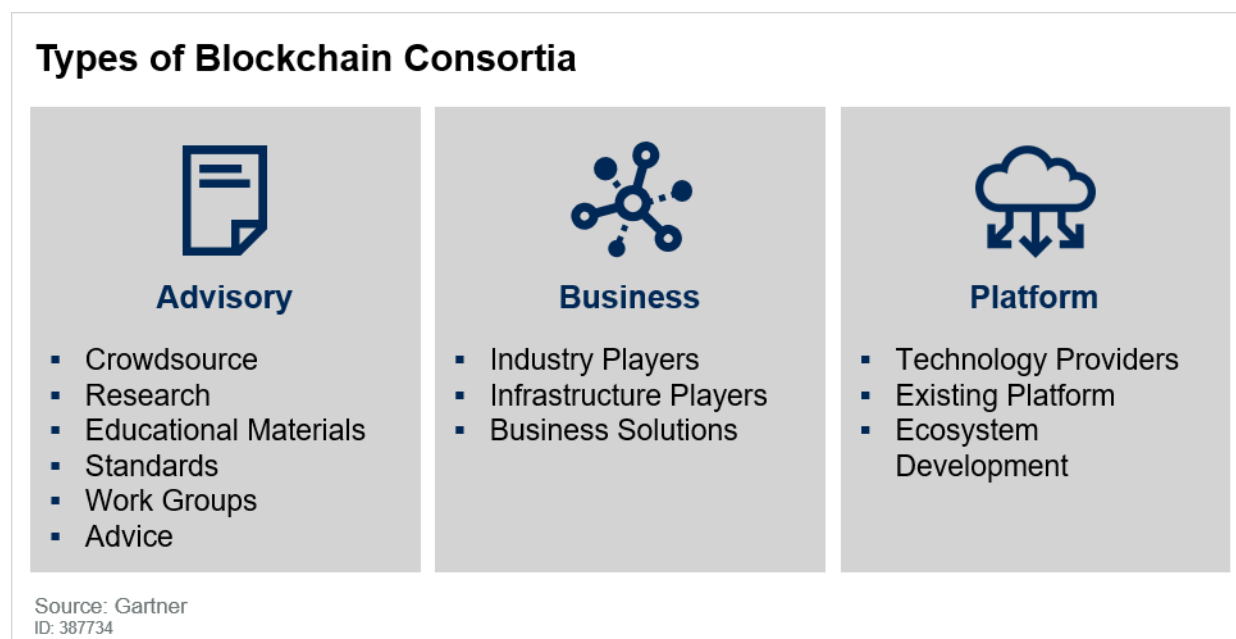 Types of Blockchain Consortia
Advisory
▪ Crowdsource
▪ Research
▪ Educational Materials
▪ Standards
▪ Work Groups
▪ Advice
Business
▪ Industry Players
▪ Infrastructure Players
▪ Business Solutions
Platform
▪ Technology Providers
▪ Existing Platform
▪ Ecosystem
Development
Source: Gartner
ID: 387734